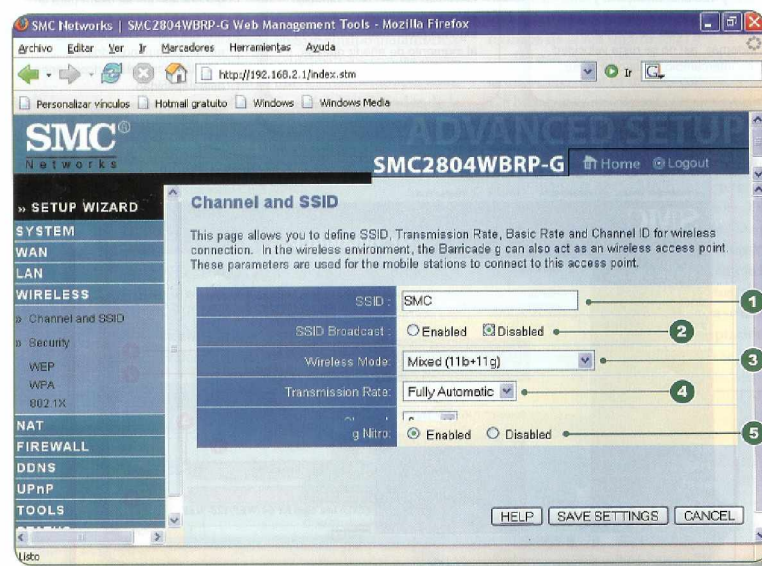 SMC Networks | SMC2804WBRP-G Web Management Tools - Mozilla Firefox
Archivo Editar Ver Ir Marcadores Herramientas Ayuda
http://192.168.2.1/index.stm Ir
Personalizar vínculos Hotmail gratuito Windows Windows Media
SMC®
Networks
ADVANCED SETUP
SMC2804WBRP-G Home Logout
» SETUP WIZARD
SYSTEM
WAN
LAN
WIRELESS
» Channel and SSID
» Security
WEP
WPA
802.1X
NAT
FIREWALL
DDNS
UPnP
TOOLS
Channel and SSID
This page allows you to define SSID, Transmission Rate, Basic Rate and Channel ID for wireless
connection. In the wireless environment, the Barricade g can also act as an wireless access point.
These parameters are used for the mobile stations to connect to this access point.
SSID : SMC 1
SSID Broadcast : Enabled Disabled 2
Wireless Mode: Mixed (11b+11g) 3
Transmission Rate: Fully Automatic 4
g Nitro: Enabled Disabled 5
HELP SAVE SETTINGS CANCEL
Listo